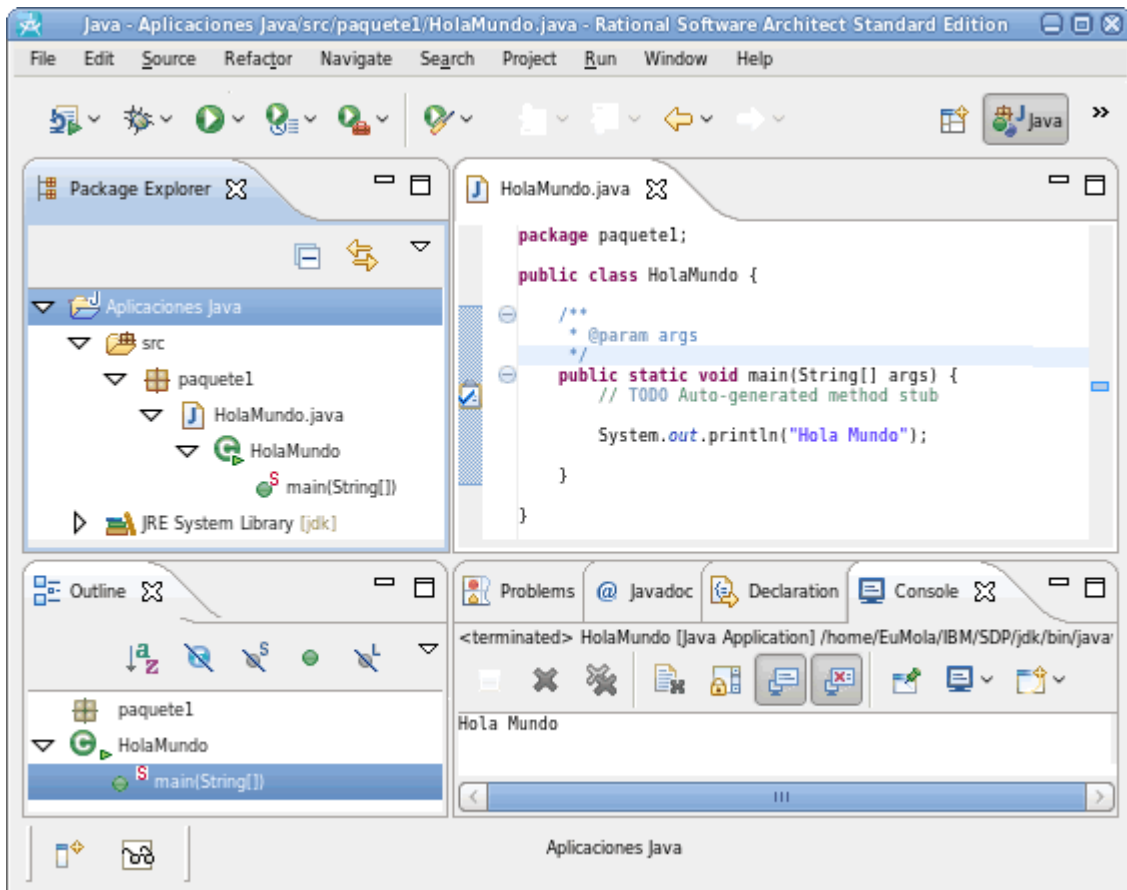 Java - Aplicaciones Java/src/paquete1/HolaMundo.java - Rational Software Architect Standard Edition
File Edit Source Refactor Navigate Search Project Run Window Help
Java
Package Explorer
Aplicaciones Java
src
paquete1
HolaMundo.java
HolaMundo
main(String[])
JRE System Library [jdk]
HolaMundo.java
package paquete1;
public class HolaMundo {
/**
* @param args
*/
public static void main(String[] args) {
// TODO Auto-generated method stub
System.out.println("Hola Mundo");
}
}
Outline
paquete1
HolaMundo
main(String[])
Problems Javadoc Declaration Console
<terminated> HolaMundo [Java Application] /home/EuMola/IBM/SDP/jdk/bin/java
Hola Mundo
Aplicaciones Java